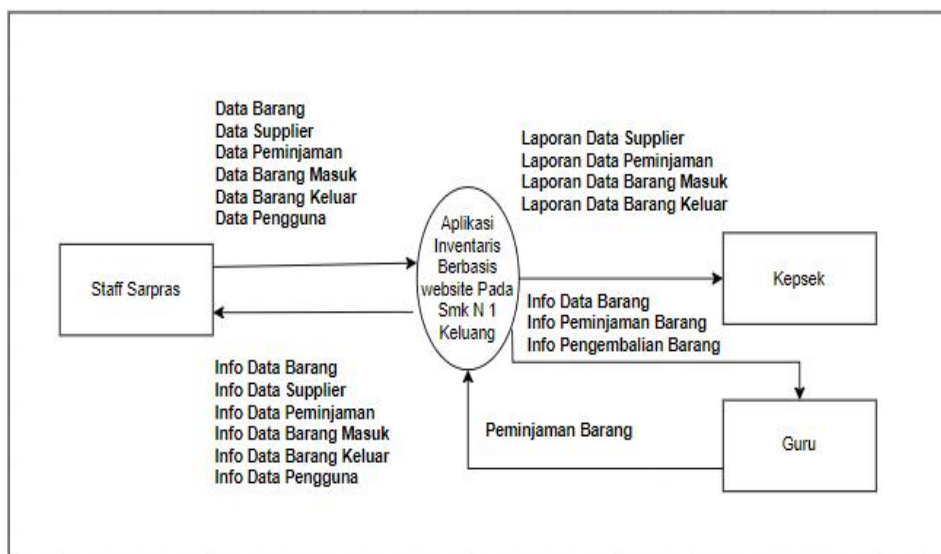 Data Barang
Data Supplier
Data Peminjaman
Data Barang Masuk
Data Barang Keluar
Data Pengguna
Laporan Data Supplier
Laporan Data Peminjaman
Laporan Data Barang Masuk
Laporan Data Barang Keluar
Staff Sarpras
Aplikasi
Inventaris
Berbasis
website Pada
Smk N 1
Keluang
Kepsek
Info Data Barang
Info Peminjaman Barang
Info Pengembalian Barang
Info Data Barang
Info Data Supplier
Info Data Peminjaman
Info Data Barang Masuk
Info Data Barang Keluar
Info Data Pengguna
Peminjaman Barang
Guru